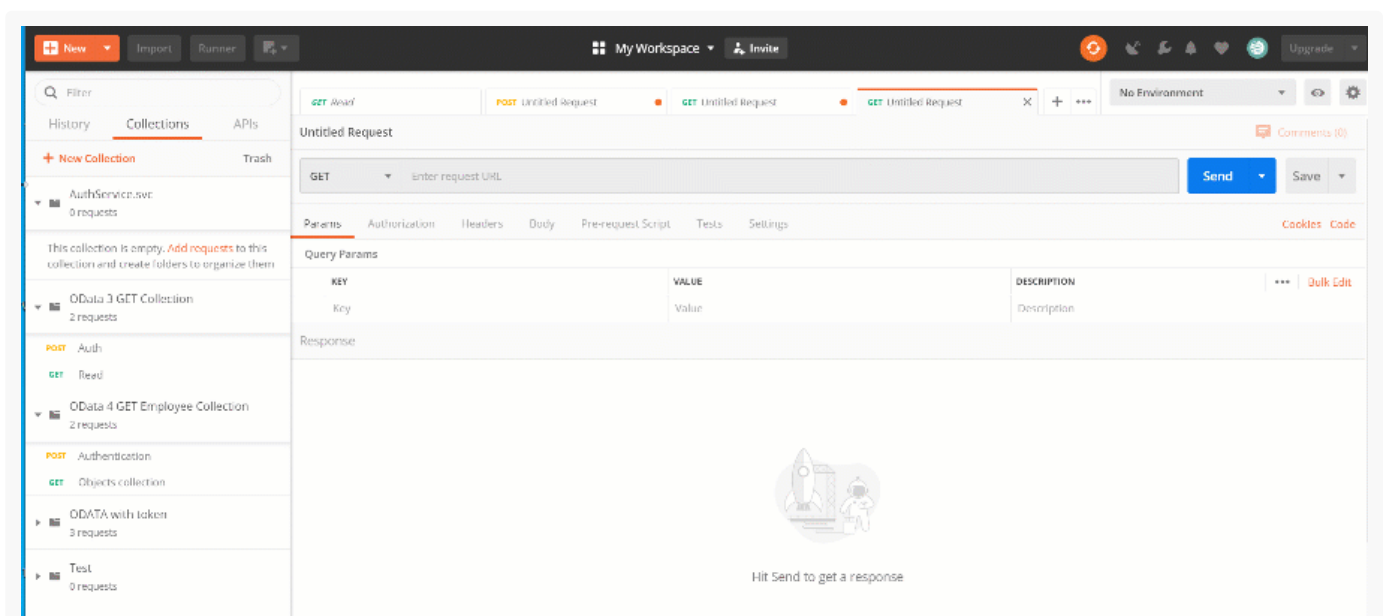 New Import Runner My Workspace Invite Upgrade
Filter
History Collections APIs
+ New Collection Trash
AuthService.svc
0 requests
This collection is empty. Add requests to this
collection and create folders to organize them
OData 3 GET Collection
2 requests
POST Auth
GET Read
OData 4 GET Employee Collection
2 requests
POST Authentication
GET Objects collection
ODATA with token
3 requests
Test
0 requests
GET Read POST Untitled Request GET Untitled Request GET Untitled Request No Environment
Untitled Request Comments (0)
GET Enter request URL Send Save
Params Authorization Headers Body Pre-request Script Tests Settings Cookies Code
Query Params
KEY VALUE DESCRIPTION Bulk Edit
Key Value Description
Response
Hit Send to get a response